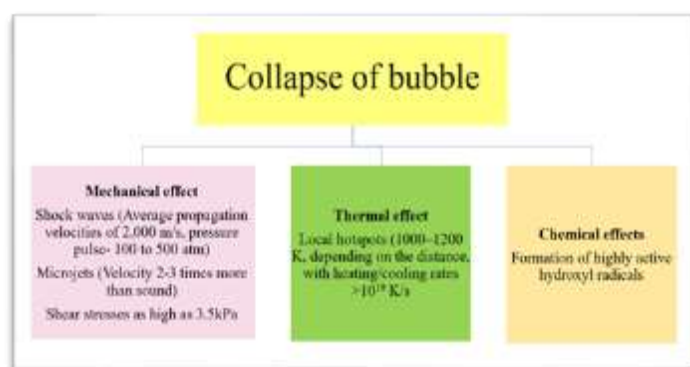 Collapse of bubble
Mechanical effect
Shock waves (Average propagation
velocities of 2.000 m/s, pressure
pulse- 100 to 500 atm)
Microjets (Velocity 2-3 times more
than sound)
Shear stresses as high as 3.5kPa
Thermal effect
Local hotspots (1000–1200
K, depending on the distance,
with heating/cooling rates
K/s
Chemical effects
Formation of highly active
hydroxyl radicals